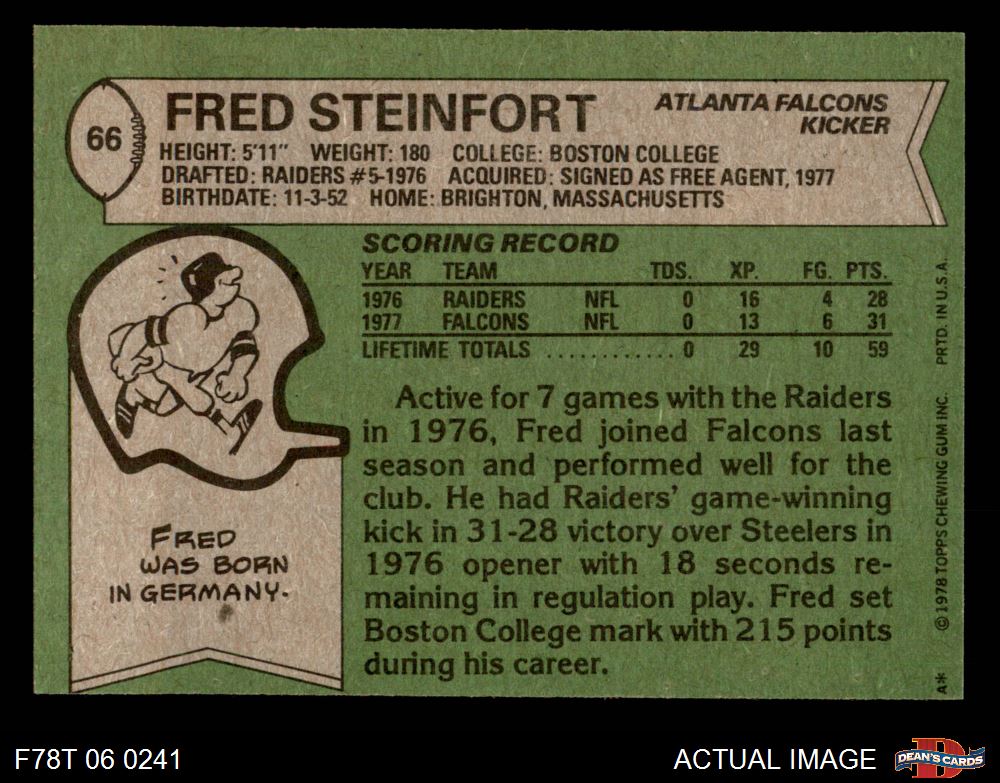 66
FRED STEINFORT
ATLANTA FALCONS
KICKER
HEIGHT: 5'11" WEIGHT: 180 COLLEGE: BOSTON COLLEGE
DRAFTED: RAIDERS #5-1976 ACQUIRED: SIGNED AS FREE AGENT, 1977
BIRTHDATE: 11-3-52 HOME: BRIGHTON, MASSACHUSETTS
SCORING RECORD
YEAR TEAM TDS. XP. FG. PTS.
1976 RAIDERS NFL 0 16 4 28
1977 FALCONS NFL 0 13 6 31
LIFETIME TOTALS ............ 0 29 10 59
Active for 7 games with the Raiders
in 1976, Fred joined Falcons last
season and performed well for the
club. He had Raiders' game-winning
kick in 31-28 victory over Steelers in
1976 opener with 18 seconds re-
maining in regulation play. Fred set
Boston College mark with 215 points
during his career.
FRED
WAS BORN
IN GERMANY.
A* © 1978 TOPPS CHEWING GUM INC. PRTD. IN U.S.A.
F78T 06 0241
ACTUAL IMAGE
D
DEAN'S CARDS